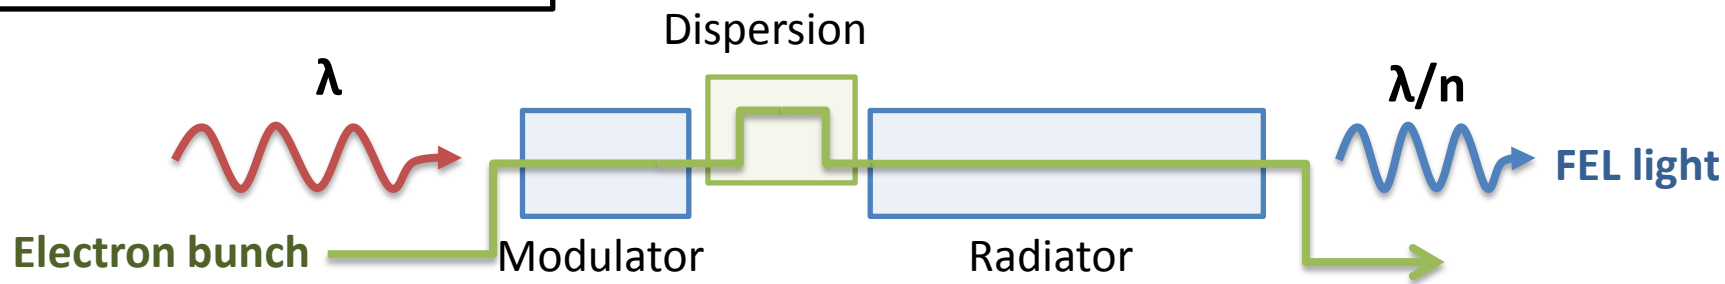 Dispersion
λ
λ/n
FEL light
Electron bunch
Modulator
Radiator